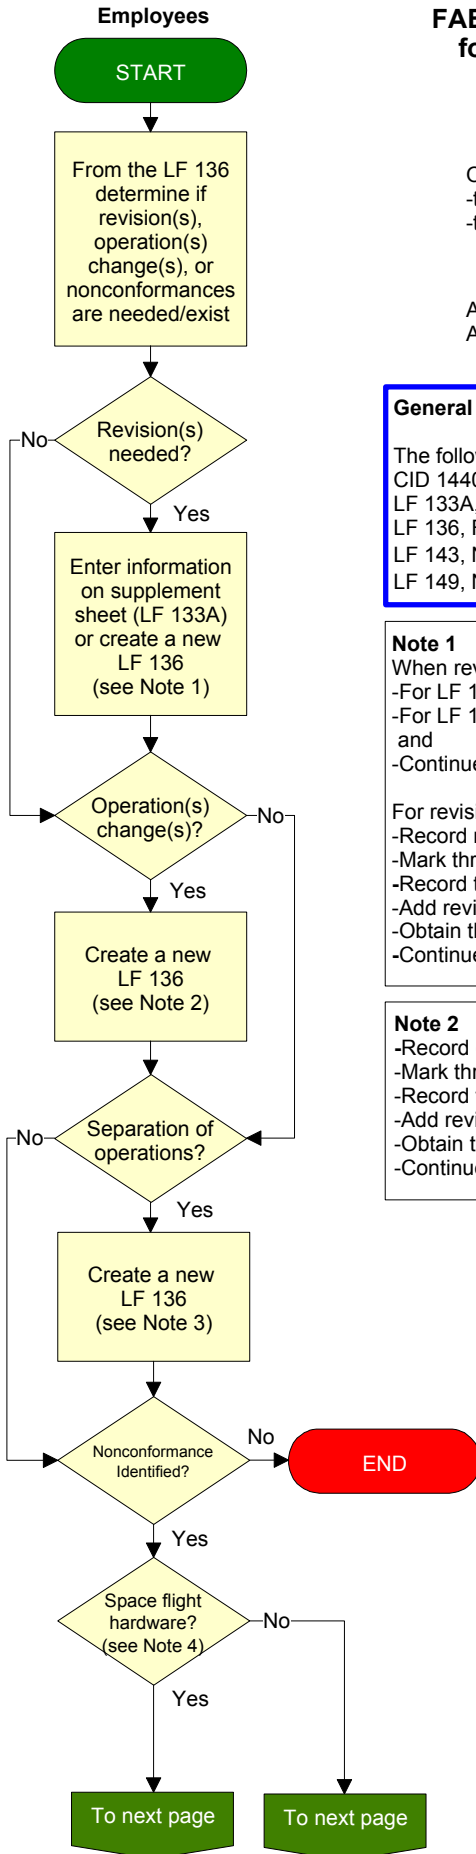 Employees
START
From the LF 136
determine if
revision(s),
operation(s)
change(s), or
nonconformances
are needed/exist
Revision(s)
needed?
No
Yes
Enter information
on supplement
sheet (LF 133A)
or create a new
LF 136
(see Note 1)
Operation(s)
change(s)?
No
Yes
Create a new
LF 136
(see Note 2)
Separation of
operations?
No
Yes
Create a new
LF 136
(see Note 3)
Nonconformance
Identified?
No
END
Yes
Space flight
hardware?
(see Note 4)
No
Yes
To next page
To next page
General
The follo
CID 1440
LF 133A,
LF 136,
LF 143,
LF 149,
Note 1
When rev
-For LF 1
-For LF 1
and
-Continue
For revis
-Record
-Mark thr
-Record
-Add revi
-Obtain t
-Continue
Note 2
-Record
-Mark thr
-Record
-Add revi
-Obtain t
-Continue